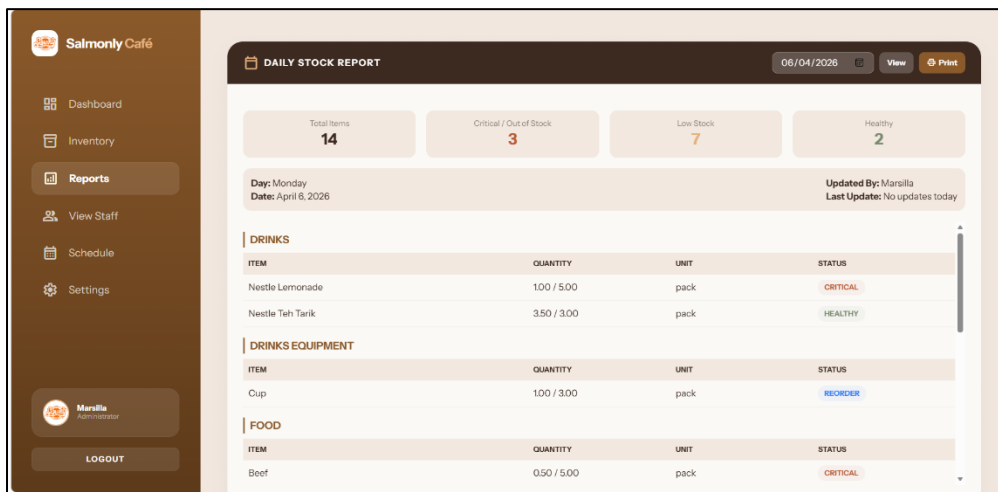 Salmonly Café
Dashboard
Inventory
Reports
View Staff
Schedule
Settings
Marsilla
Administrator
LOGOUT
DAILY STOCK REPORT
06/04/2026 View Print
Total Items Critical / Out of Stock Low Stock Healthy
14 3 7 2
Day: Monday Updated By: Marsilla
Date: April 6, 2026 Last Update: No updates today
DRINKS
ITEM QUANTITY UNIT STATUS
Nestle Lemonade 1.00 / 5.00 pack CRITICAL
Nestle Teh Tarik 3.50 / 3.00 pack HEALTHY
DRINKS EQUIPMENT
ITEM QUANTITY UNIT STATUS
Cup 1.00 / 3.00 pack REORDER
FOOD
ITEM QUANTITY UNIT STATUS
Beef 0.50 / 5.00 pack CRITICAL